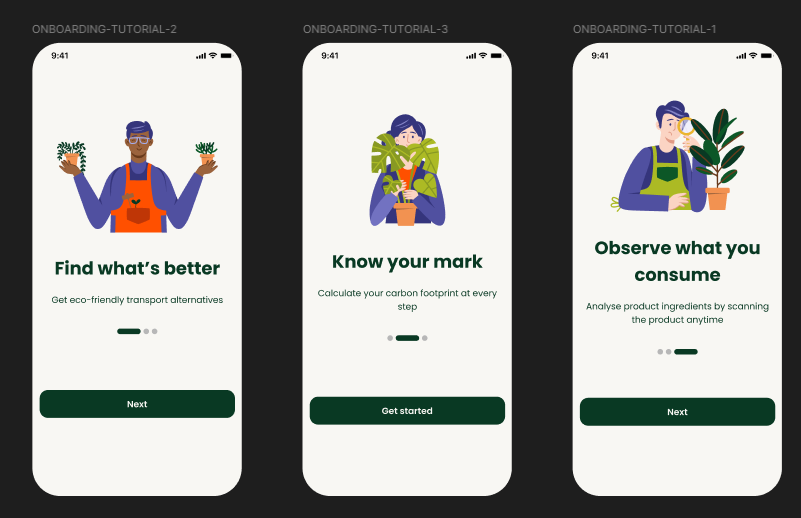 ONBOARDING-TUTORIAL-2
9:41
Find what's better
Get eco-friendly transport alternatives
Next
ONBOARDING-TUTORIAL-3
9:41
Know your mark
Calculate your carbon footprint at every
step
Get started
ONBOARDING-TUTORIAL-1
9:41
Observe what you
consume
Analyse product ingredients by scanning
the product anytime
Next